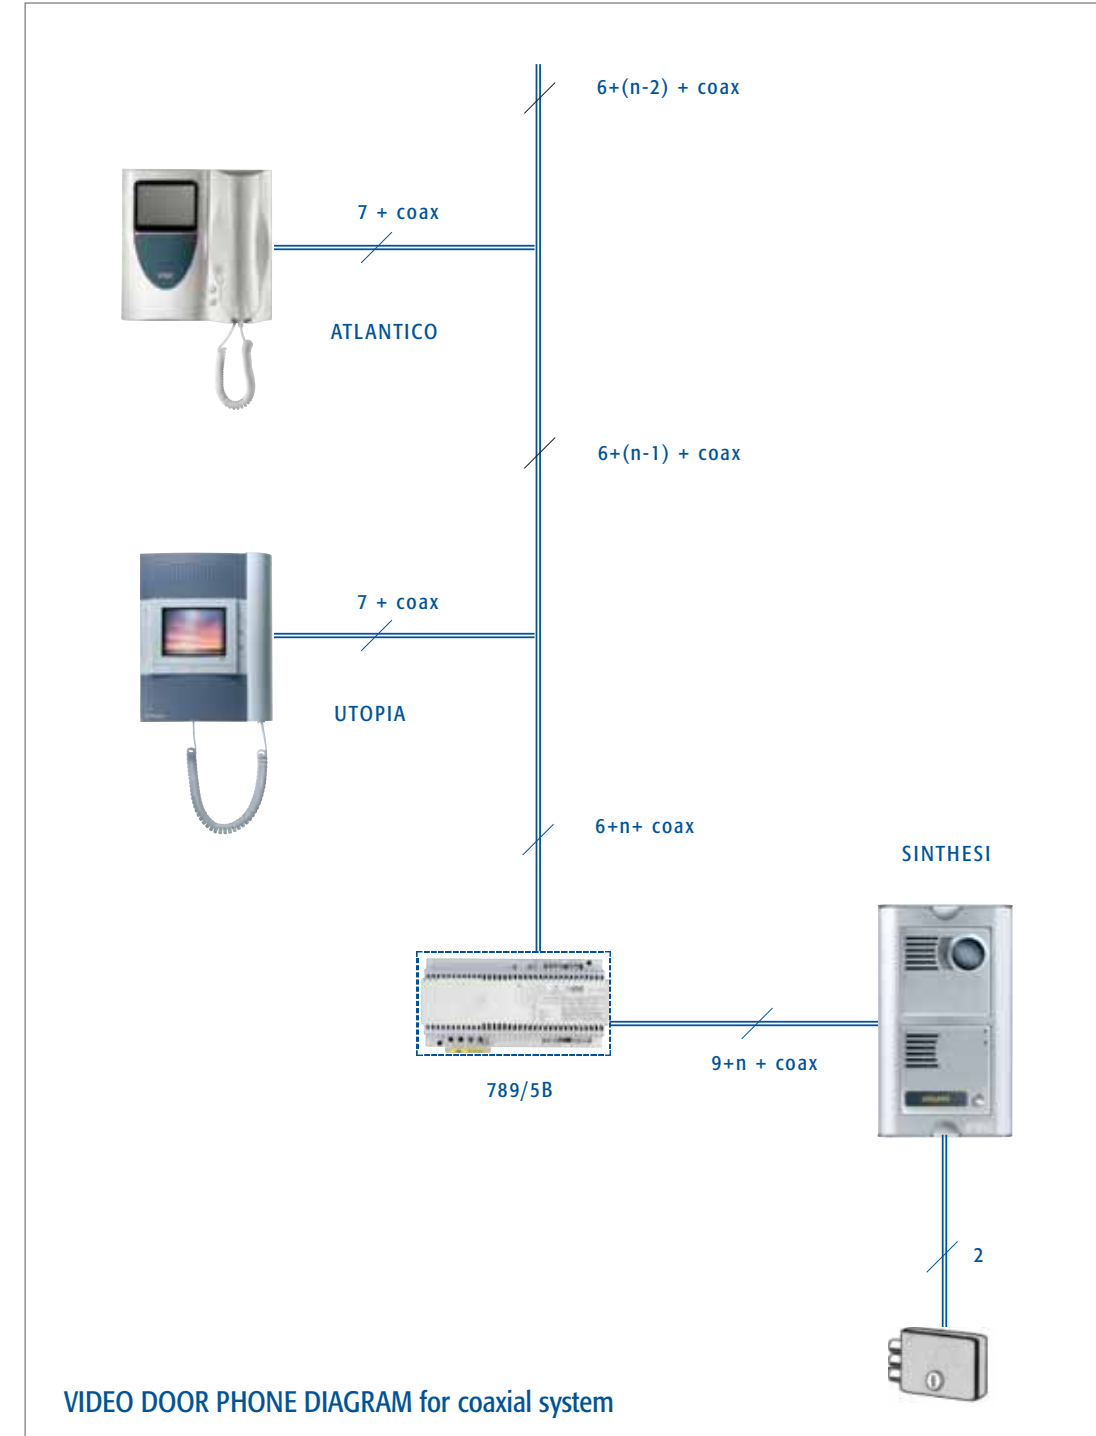 6+(n-2) + coax
7 + coax
ATLANTICO
6+(n-1) + coax
7 + coax
UTOPIA
6+n+ coax
SINTHESI
9+n + coax
789/5B
2
VIDEO DOOR PHONE DIAGRAM for coaxial system